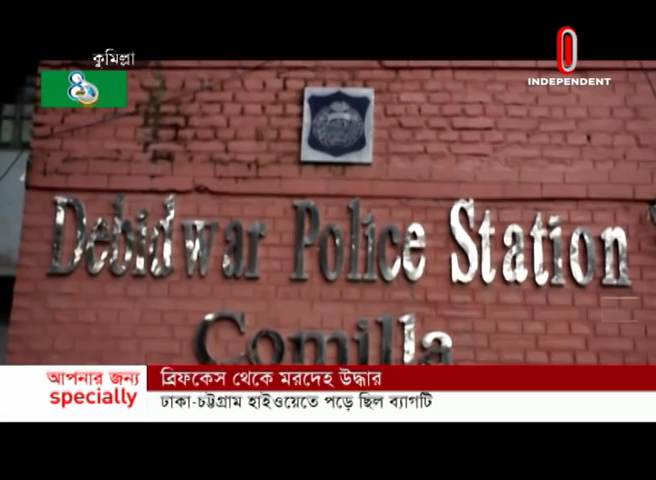 কুমিল্লা
INDEPENDENT
Debidwar Police Station
Comilla
আপনার জন্য
specially
ব্রিফকেস থেকে মরদেহ উদ্ধার
ঢাকা-চট্টগ্রাম হাইওয়েতে পড়ে ছিল ব্যাগটি